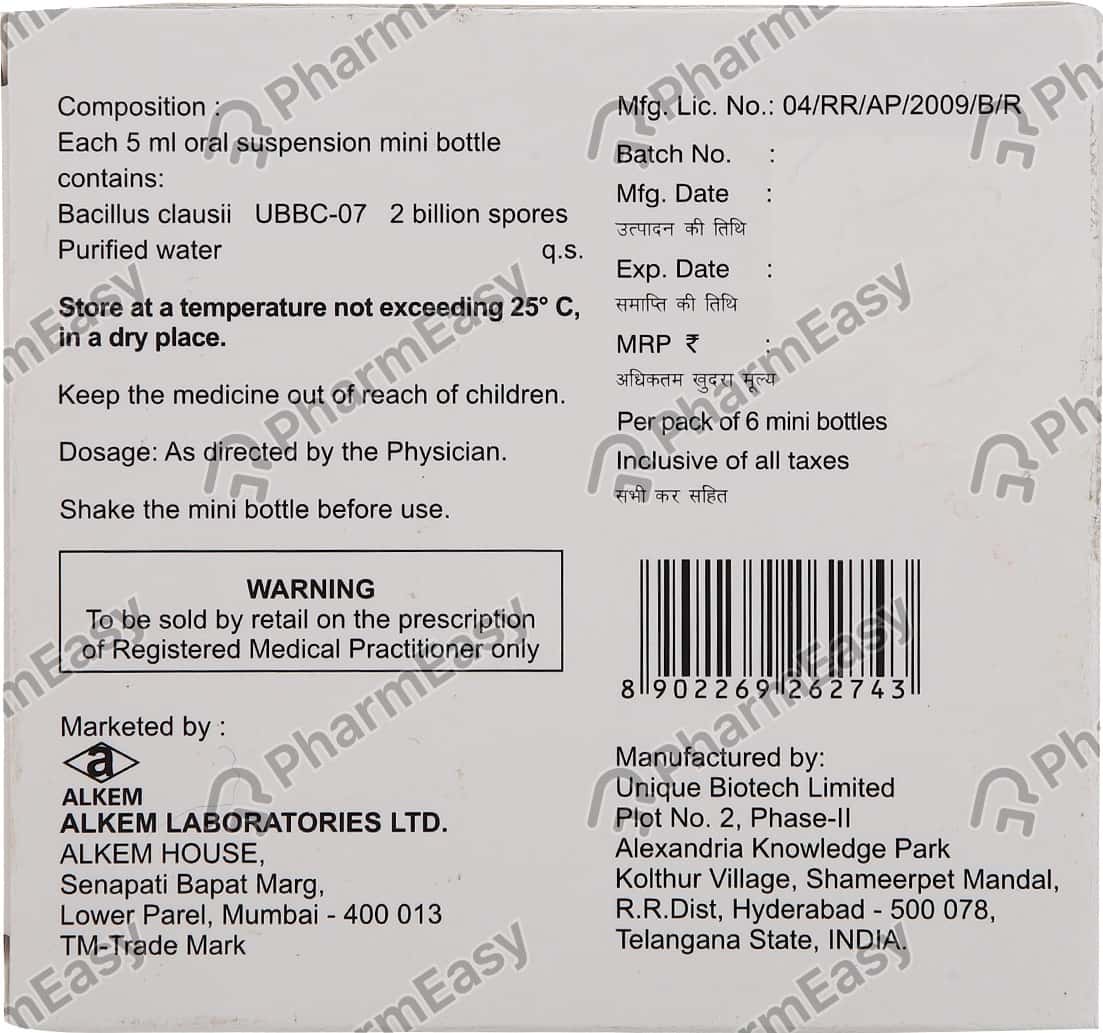 Composition :
Each 5 ml oral suspension mini bottle
contains:
Bacillus clausii UBBC-07 2 billion spores
Purified water q.s.
Store at a temperature not exceeding 25° C,
in a dry place.
Keep the medicine out of reach of children.
Dosage: As directed by the Physician.
Shake the mini bottle before use.
WARNING
To be sold by retail on the prescription
of Registered Medical Practitioner only
Marketed by :
a
ALKEM
ALKEM LABORATORIES LTD.
ALKEM HOUSE,
Senapati Bapat Marg,
Lower Parel, Mumbai - 400 013
TM-Trade Mark
Mfg. Lic. No.: 04/RR/AP/2009/B/R
Batch No. :
Mfg. Date :
उत्पादन की तिथि
Exp. Date :
समाप्ति की तिथि
MRP ₹ :
अधिकतम खुदरा मूल्य
Per pack of 6 mini bottles
Inclusive of all taxes
सभी कर सहित
8 902269 262743
Manufactured by:
Unique Biotech Limited
Plot No. 2, Phase-II
Alexandria Knowledge Park
Kolthur Village, Shameerpet Mandal,
R.R.Dist, Hyderabad - 500 078,
Telangana State, INDIA.
PharmEasy